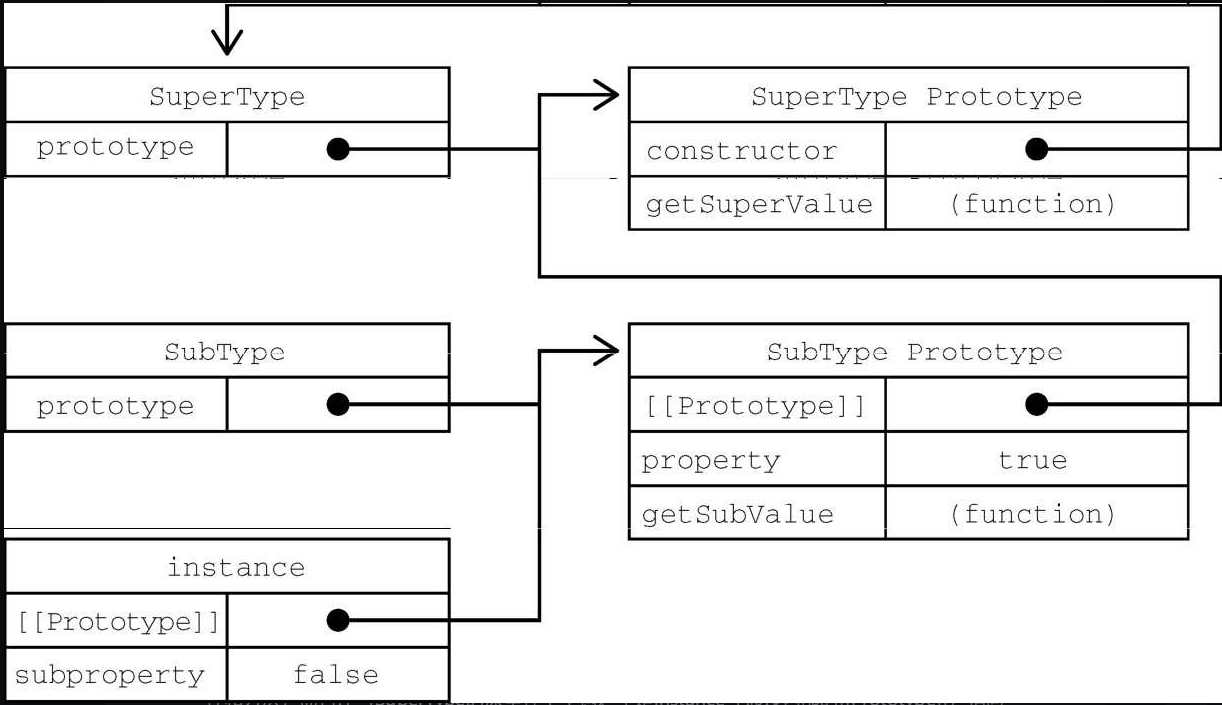 SuperType
prototype
SuperType Prototype
constructor
getSuperValue (function)
SubType
prototype
SubType Prototype
[[Prototype]]
property true
getSubValue (function)
instance
[[Prototype]]
subproperty false